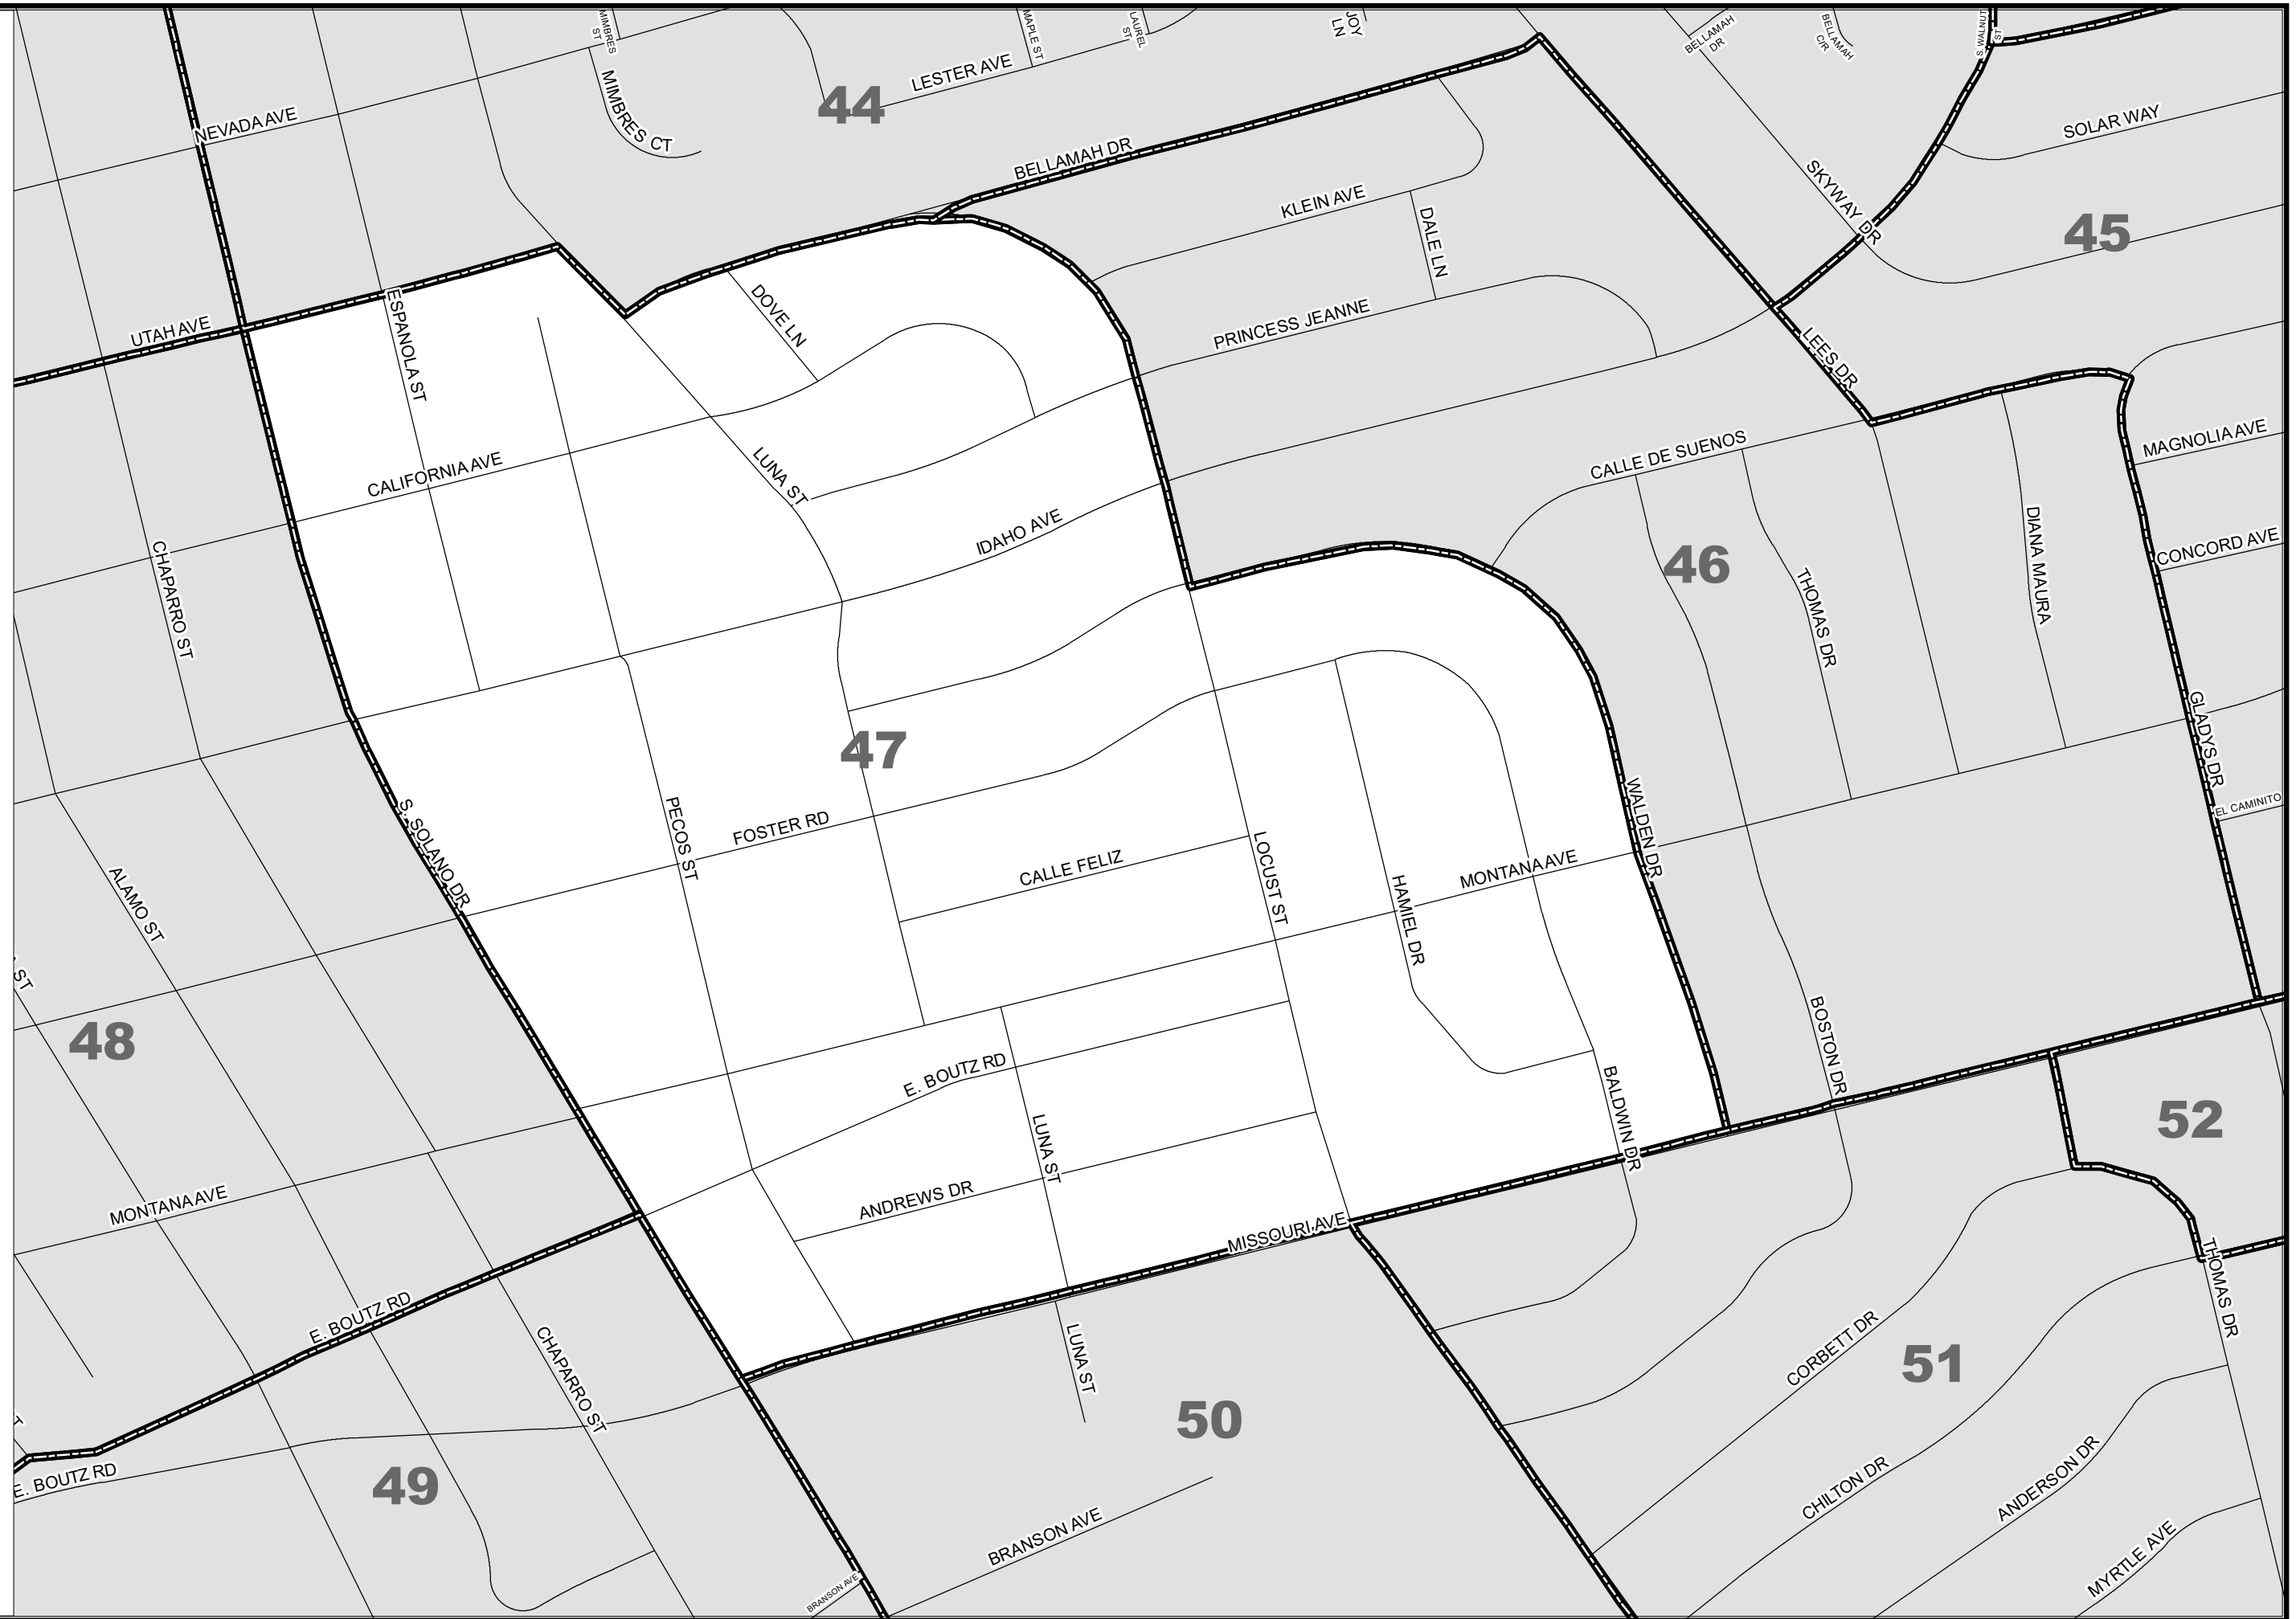 MIMBRES
ST
MAPLE ST
LAUREL
ST
JOY
LN
BELLAMAH
DR
BELLAMAH
CIR
S. WALNUT
ST
LESTER AVE
MIMBRES CT
44
NEVADA AVE
SOLAR WAY
BELLAMAH DR
KLEIN AVE
SKYWAY DR
DALE LN
45
ESPANOLA ST
DOVE LN
UTAH AVE
PRINCESS JEANNE
LEES DR
CALIFORNIA AVE
LUNA ST
CALLE DE SUENOS
MAGNOLIA AVE
CHAPARRO ST
IDAHO AVE
46
THOMAS DR
DIANA MAURA
CONCORD AVE
47
GLADYS DR
S. SOLANO DR
PECOS ST
FOSTER RD
CALLE FELIZ
LOCUST ST
WALDEN DR
MONTANA AVE
HAMIEL DR
EL CAMINITO
ALAMO ST
ST
48
BOSTON DR
E. BOUTZ RD
LUNA ST
BALDWIN DR
52
MONTANA AVE
ANDREWS DR
MISSOURI AVE
THOMAS DR
E. BOUTZ RD
CHAPARRO ST
LUNA ST
CORBETT DR
51
50
E. BOUTZ RD
49
CHILTON DR
ANDERSON DR
BRANSON AVE
MYRTLE AVE
BRANSON AVE